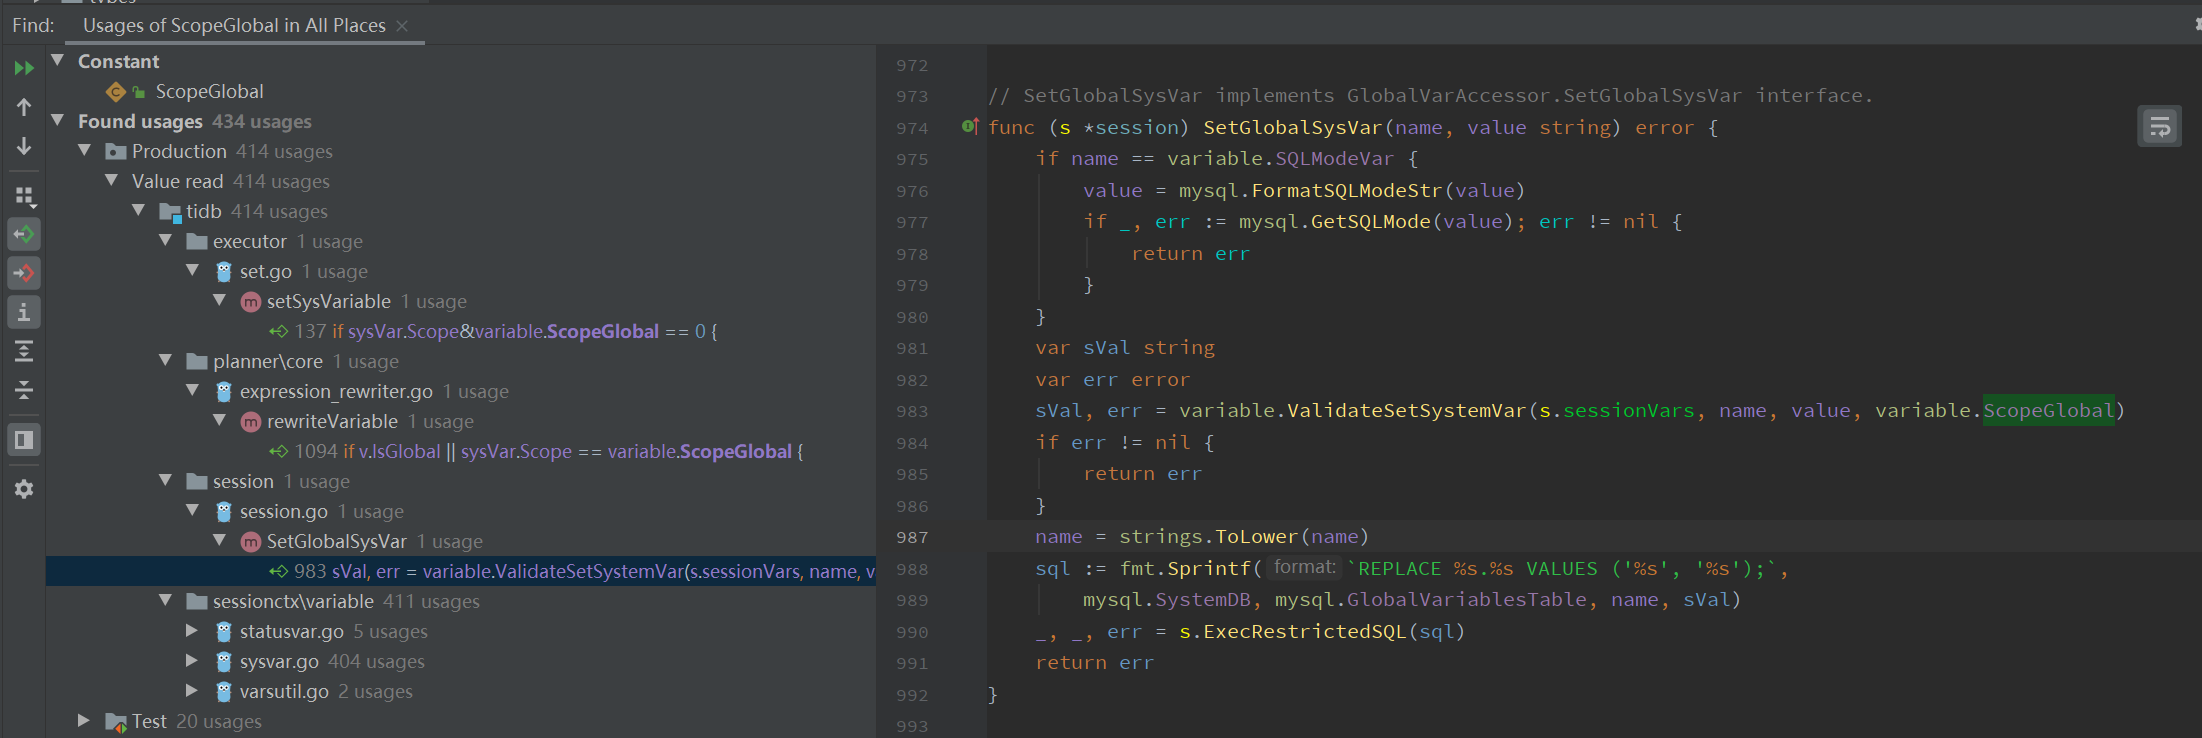 types
Find: Usages of ScopeGlobal in All Places
Constant
ScopeGlobal
Found usages 434 usages
Production 414 usages
Value read 414 usages
tidb 414 usages
executor 1 usage
set.go 1 usage
setSysVariable 1 usage
137 if sysVar.Scope&variable.ScopeGlobal == 0 {
planner\core 1 usage
expression_rewriter.go 1 usage
rewriteVariable 1 usage
1094 if v.IsGlobal || sysVar.Scope == variable.ScopeGlobal {
session 1 usage
session.go 1 usage
SetGlobalSysVar 1 usage
983 sVal, err = variable.ValidateSetSystemVar(s.sessionVars, name, v
sessionctx\variable 411 usages
statusvar.go 5 usages
sysvar.go 404 usages
varsutil.go 2 usages
Test 20 usages
972
973 // SetGlobalSysVar implements GlobalVarAccessor.SetGlobalSysVar interface.
974 func (s *session) SetGlobalSysVar(name, value string) error {
975 if name == variable.SQLModeVar {
976 value = mysql.FormatSQLModeStr(value)
977 if _, err := mysql.GetSQLMode(value); err != nil {
978 return err
979 }
980 }
981 var sVal string
982 var err error
983 sVal, err = variable.ValidateSetSystemVar(s.sessionVars, name, value, variable.ScopeGlobal)
984 if err != nil {
985 return err
986 }
987 name = strings.ToLower(name)
988 sql := fmt.Sprintf( format: `REPLACE %s.%s VALUES ('%s', '%s');`,
989 mysql.SystemDB, mysql.GlobalVariablesTable, name, sVal)
990 _, _, err = s.ExecRestrictedSQL(sql)
991 return err
992 }
993